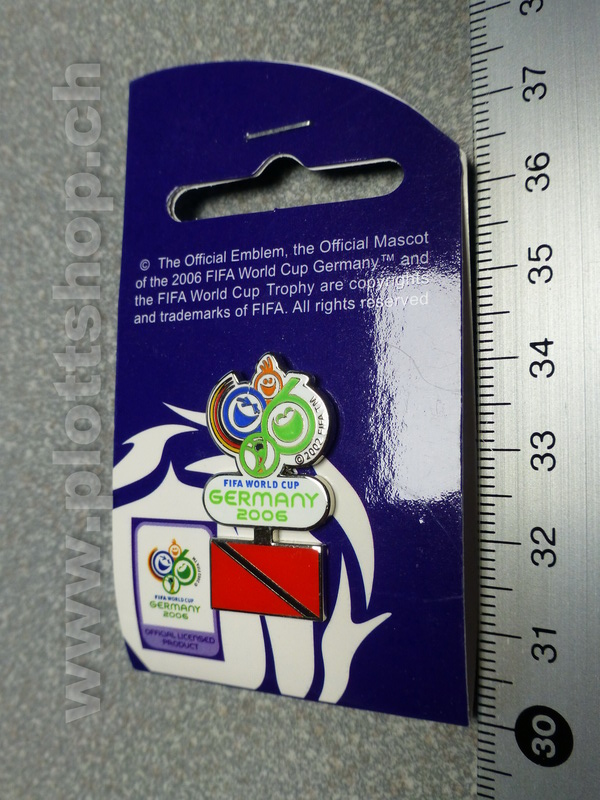 © The Official Emblem, the Official Mascot
of the 2006 FIFA World Cup Germany™ and
the FIFA World Cup Trophy are copyrights
and trademarks of FIFA. All rights reserved
© 2002 FIFA TM
FIFA WORLD CUP
GERMANY
2006
FIFA WORLD CUP
GERMANY
2006
OFFICIAL LICENSED
PRODUCT
37
36
35
34
33
32
31
30
www.plottshop.ch